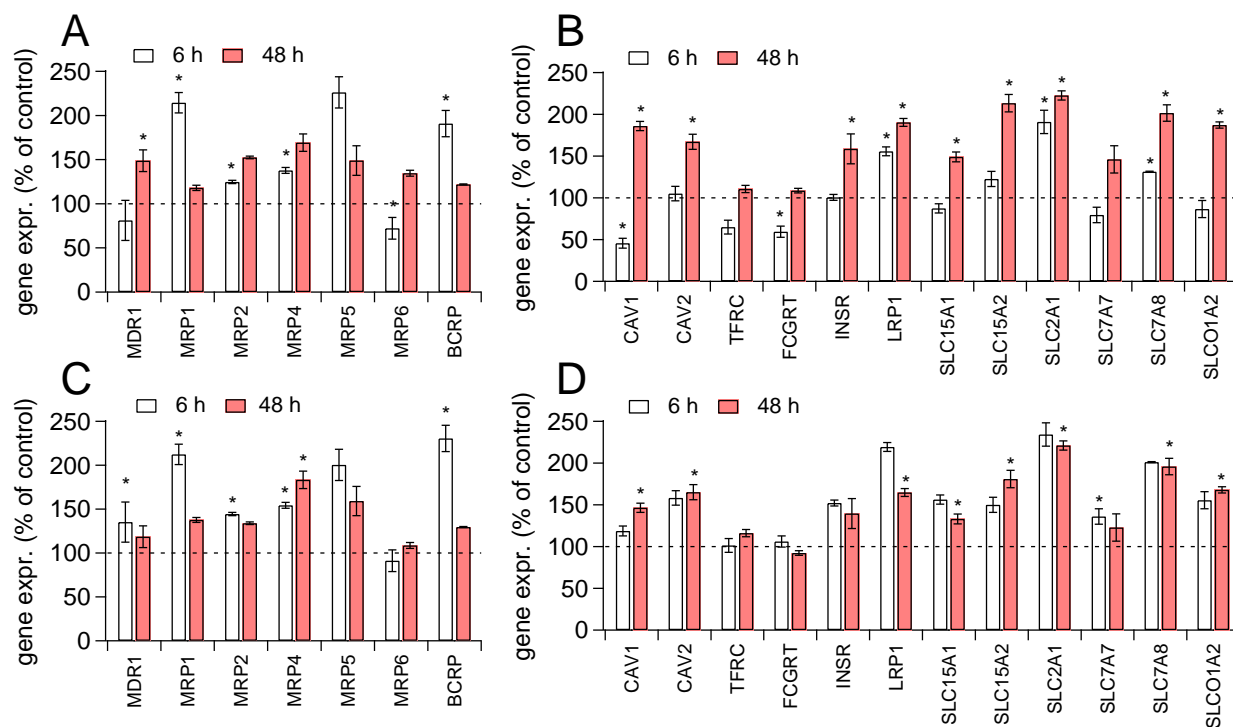 A
6 h 48 h
gene expr. (% of control)
250
200
150
100
50
0
* * * * * *
MDR1 MRP1 MRP2 MRP4 MRP5 MRP6 BCRP
B
6 h 48 h
gene expr. (% of control)
250
200
150
100
50
0
* * * * * * * * * * * * * *
CAV1 CAV2 TFRC FCGRT INSR LRP1 SLC15A1 SLC15A2 SLC2A1 SLC7A7 SLC7A8 SLCO1A2
C
6 h 48 h
gene expr. (% of control)
250
200
150
100
50
0
* * * * * *
MDR1 MRP1 MRP2 MRP4 MRP5 MRP6 BCRP
D
6 h 48 h
gene expr. (% of control)
250
200
150
100
50
0
* * * * * * * * *
CAV1 CAV2 TFRC FCGRT INSR LRP1 SLC15A1 SLC15A2 SLC2A1 SLC7A7 SLC7A8 SLCO1A2